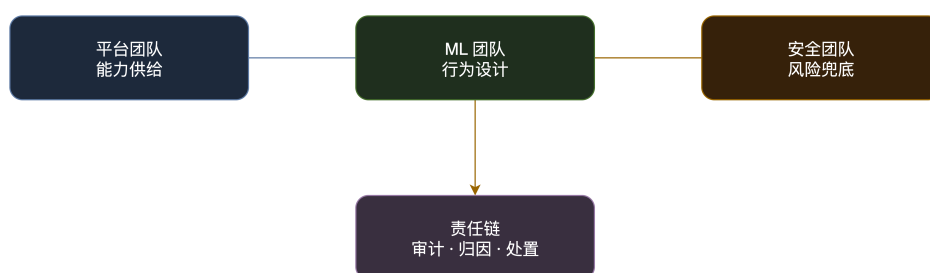 平台团队
能力供给
ML 团队
行为设计
安全团队
风险兜底
责任链
审计 · 归因 · 处置